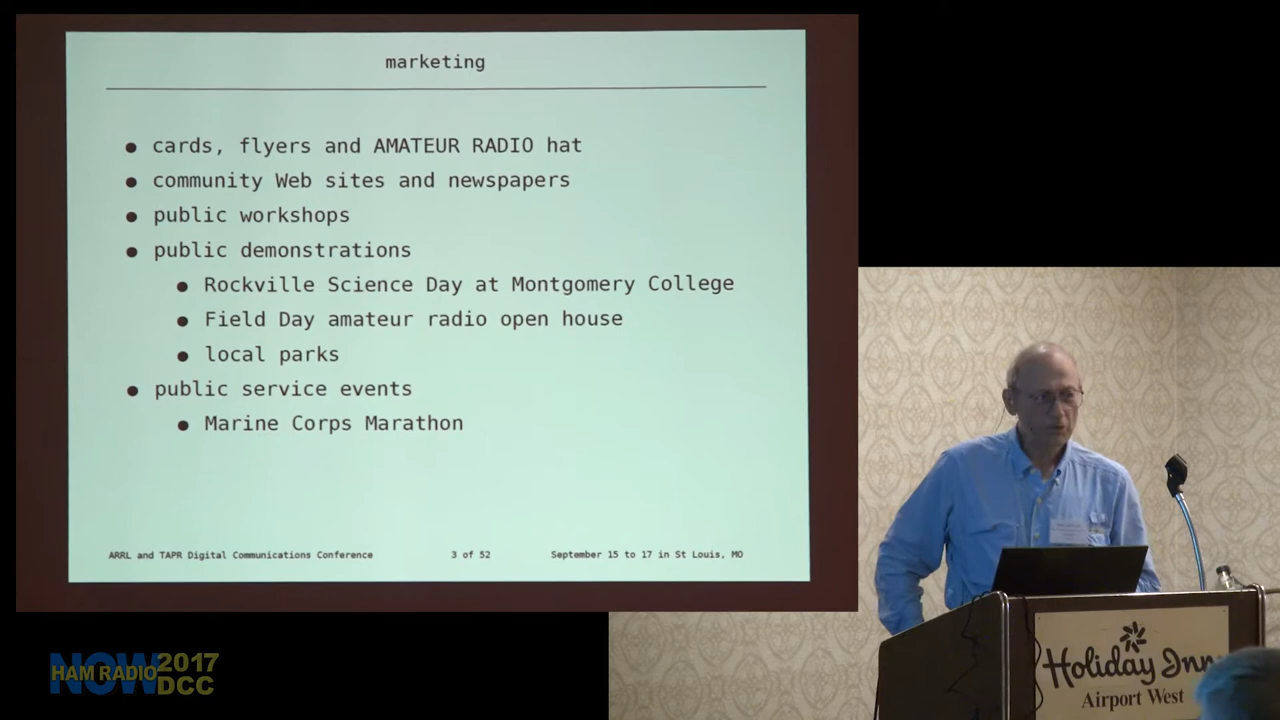 marketing
● cards, flyers and AMATEUR RADIO hat
● community Web sites and newspapers
● public workshops
● public demonstrations
● Rockville Science Day at Montgomery College
● Field Day amateur radio open house
● local parks
● public service events
● Marine Corps Marathon
ARRL and TAPR Digital Communications Conference 3 of 52 September 15 to 17 in St Louis, MO
NOW
HAM RADIO
2017
DCC
Holiday Inn
Airport West